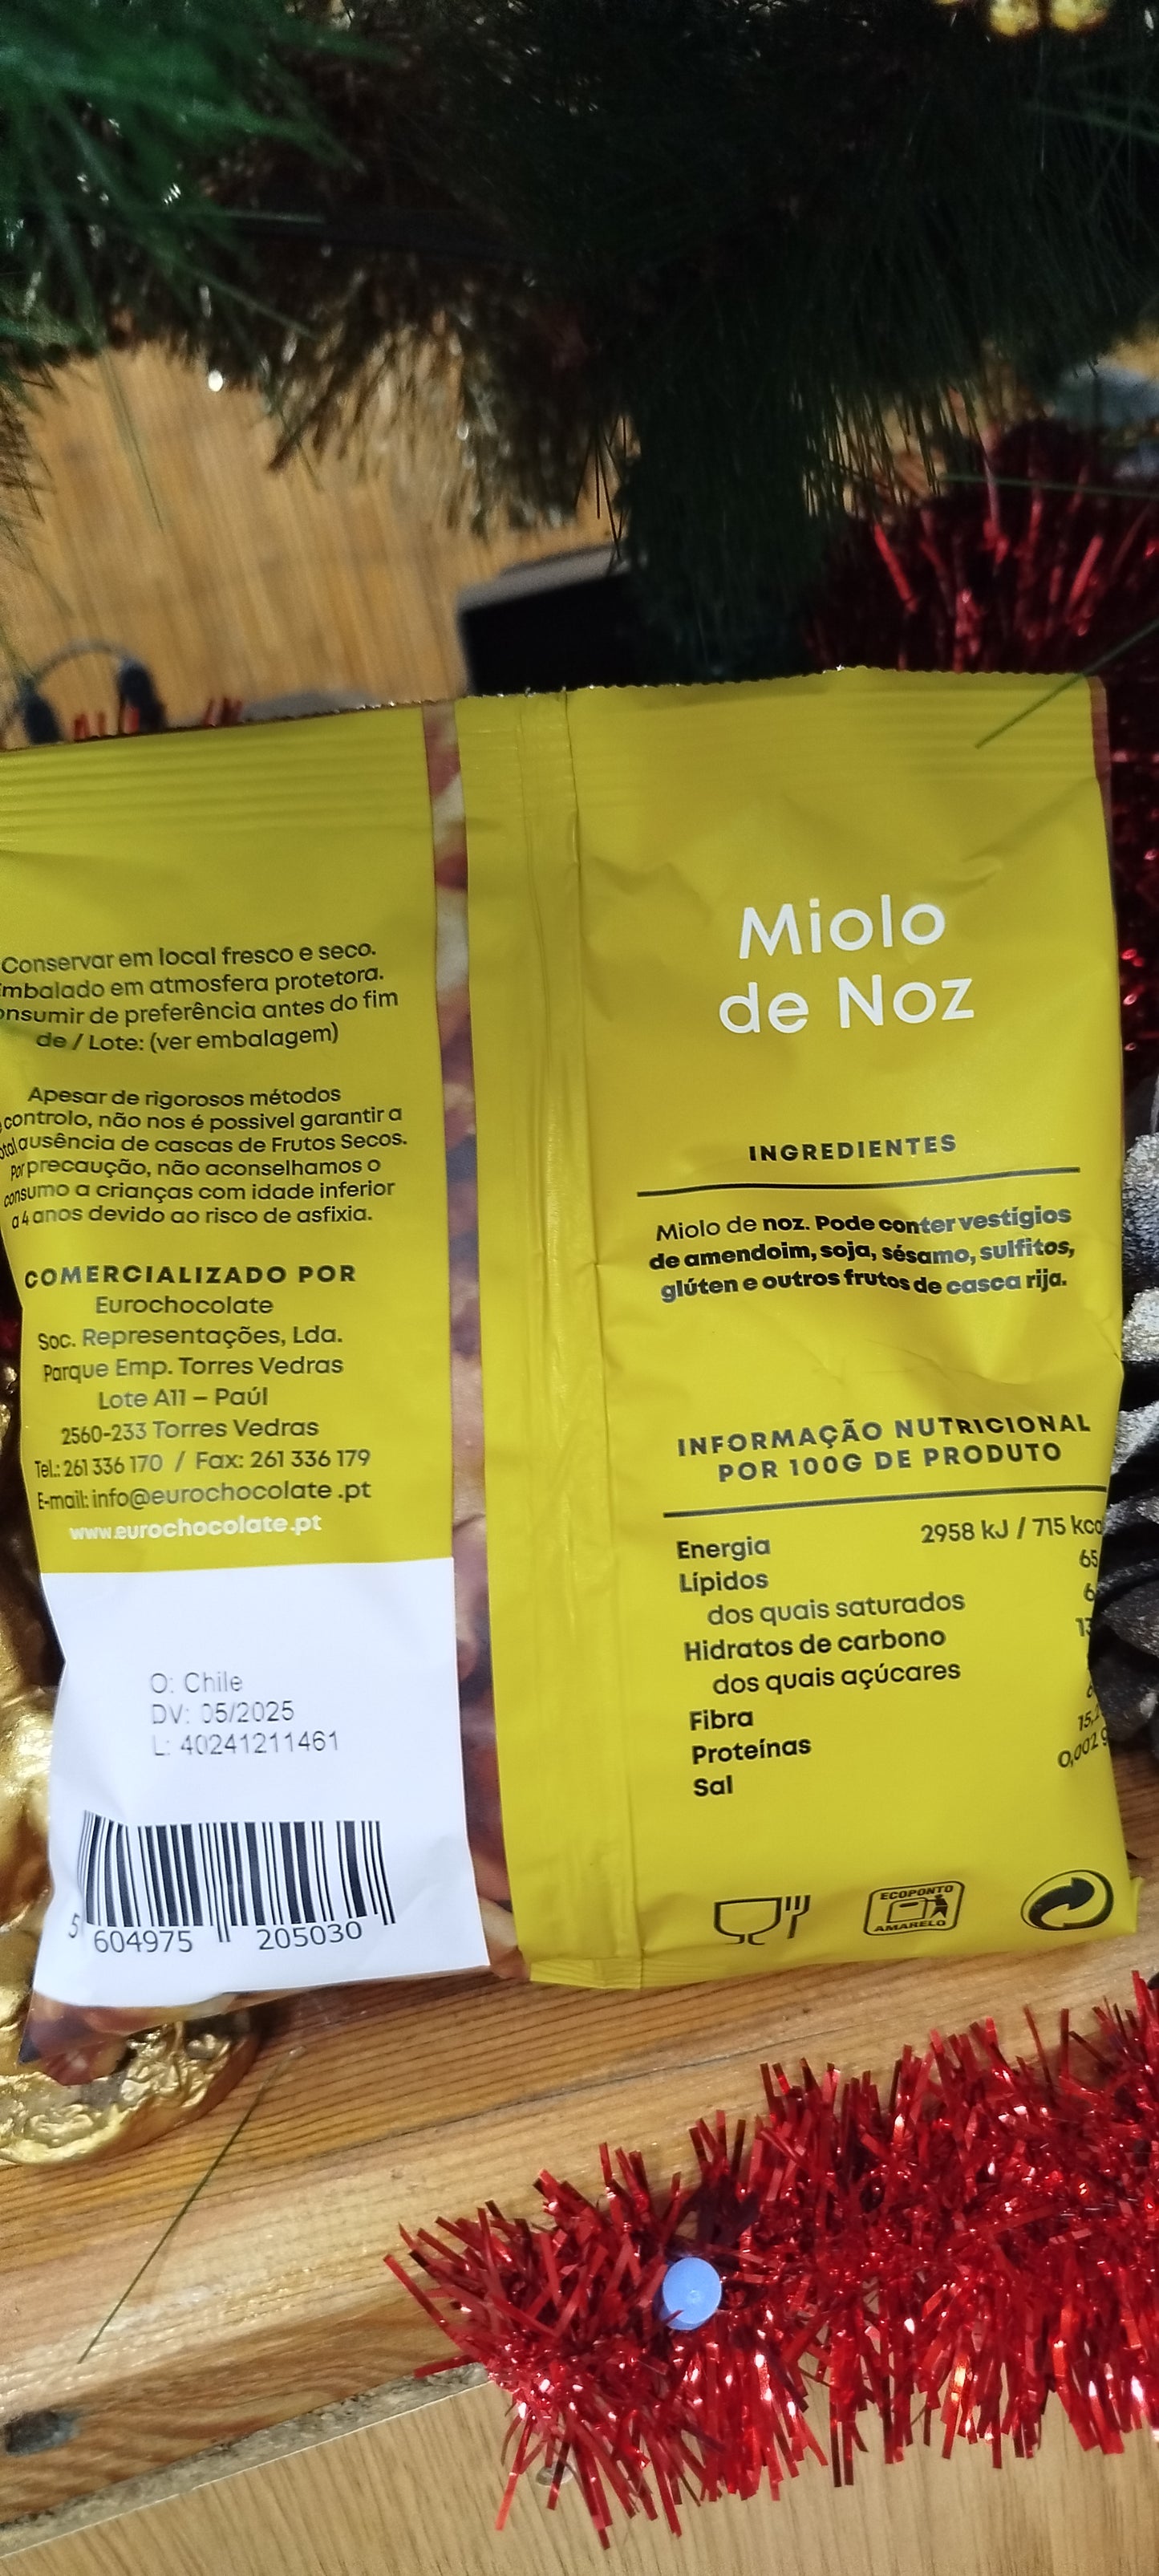 Conservar em local fresco e seco.
em atmosfera protetora.
de preferência antes do fim
de / Lote: (ver embalagem)
Apesar de rigorosos métodos
controlo, não nos é possivel garantir a
ausência de cascas de Frutos Secos.
Por precaução, não aconselhamos o
consumo a crianças com idade inferior
a 4 anos devido ao risco de asfixia.
COMERCIALIZADO POR
Eurochocolate
Soc. Representações, Lda.
Parque Emp. Torres Vedras
Lote A11 – Paúl
2560-233 Torres Vedras
Tel.: 261 336 170 / Fax: 261 336 179
E-mail: info@eurochocolate .pt
www.eurochocolate.pt
O: Chile
DV: 05/2025
L: 40241211461
5 604975 205030
Miolo
de Noz
INGREDIENTES
Miolo de noz. Pode conter vestígios
de amendoim, soja, sésamo, sulfitos,
glúten e outros frutos de casca rija.
INFORMAÇÃO NUTRICIONAL
POR 100G DE PRODUTO
Energia 2958 kJ / 715
Lípidos 65
dos quais saturados
Hidratos de carbono
dos quais açúcares
Fibra
Proteínas
Sal 0,002 g
ECOPONTO
AMARELO